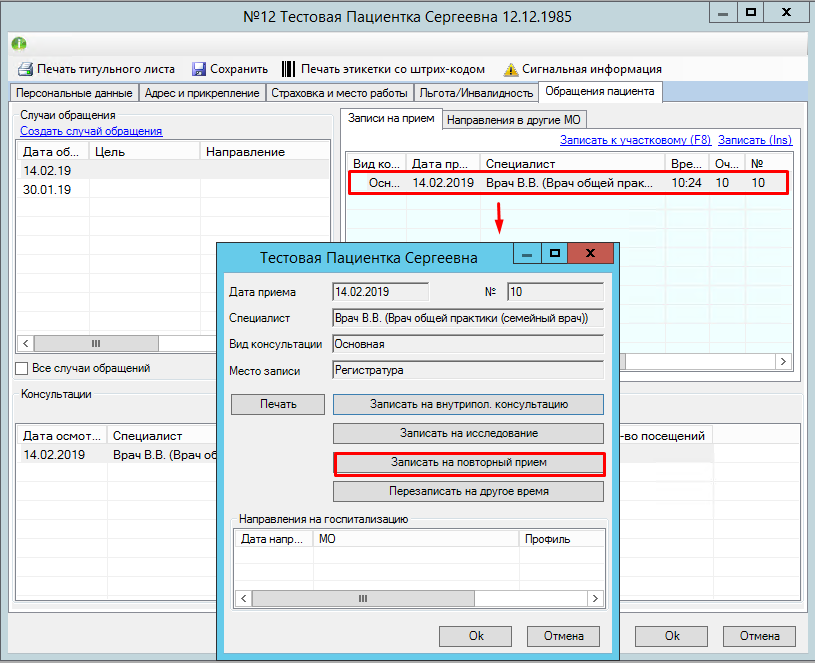 №12 Тестовая Пациентка Сергеевна 12.12.1985
Печать титульного листа Сохранить Печать этикетки со штрих-кодом Сигнальная информация
Персональные данные Адрес и прикрепление Страховка и место работы Льгота/Инвалидность Обращения пациента
Случаи обращения
Создать случай обращения
Дата об... Цель Направление
14.02.19
30.01.19
Все случаи обращений
Записи на прием Направления в другие МО
Записать к участковому (F8) Записать (Ins)
Вид ко... Дата пр... Специалист Вре... Оч... №
Осн... 14.02.2019 Врач В.В. (Врач общей прак... 10:24 10 10
Консультации
Дата осмот... Специалист -во посещений
14.02.2019 Врач В.В. (Врач об
Тестовая Пациентка Сергеевна
Дата приема 14.02.2019 № 10
Специалист Врач В.В. (Врач общей практики (семейный врач))
Вид консультации Основная
Место записи Регистратура
Печать Записать на внутрипол. консультацию
Записать на исследование
Записать на повторный прием
Перезаписать на другое время
Направления на госпитализацию
Дата напр... МО Профиль
Ok Отмена
Ok Отмена